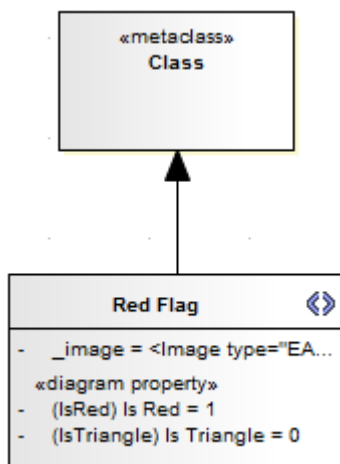 «metaclass»
Class
Red Flag
- _image = <Image type="EA...
«diagram property»
- (IsRed) Is Red = 1
- (IsTriangle) Is Triangle = 0